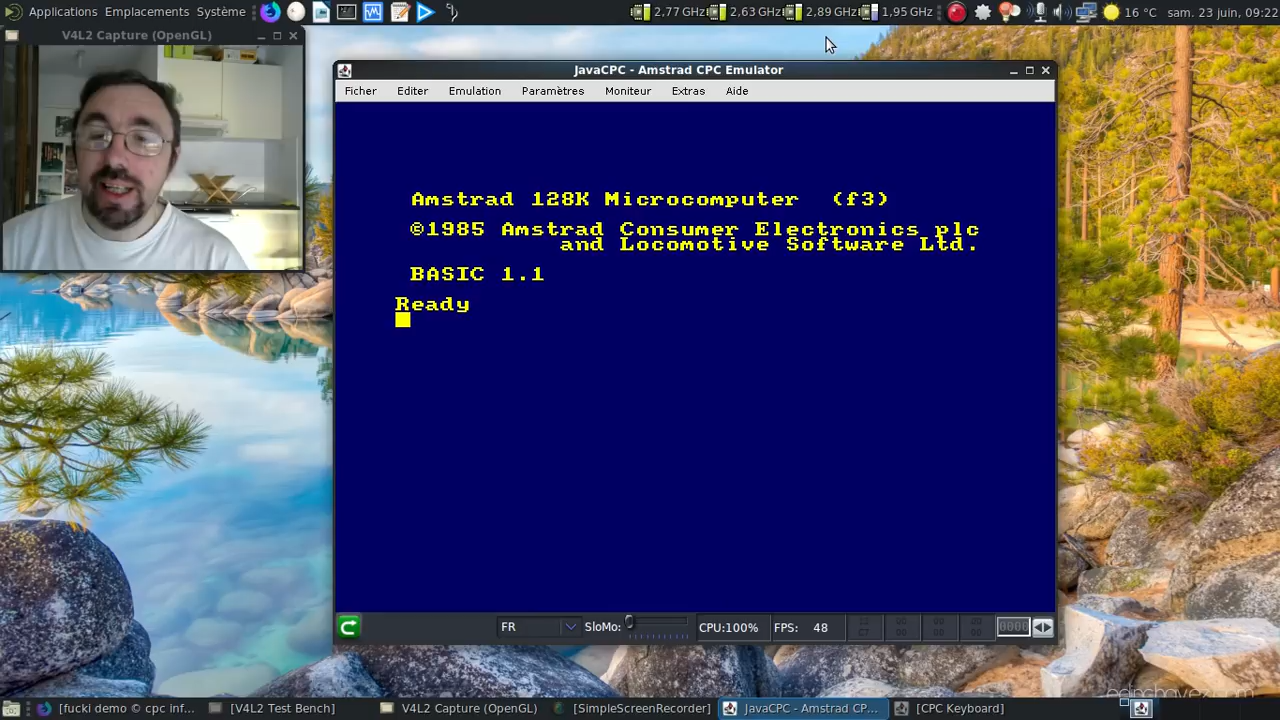 Applications Emplacements Système 2,77 GHz 2,63 GHz 2,89 GHz 1,95 GHz 16 °C sam. 23 juin, 09:22
V4L2 Capture (OpenGL)
JavaCPC - Amstrad CPC Emulator
Ficher Editer Emulation Paramètres Moniteur Extras Aide
Amstrad 128K Microcomputer (f3)
©1985 Amstrad Consumer Electronics plc
and Locomotive Software Ltd.
BASIC 1.1
Ready
FR SloMo: CPU:100% FPS: 48 0000
[fucki demo © cpc inf... [V4L2 Test Bench] V4L2 Capture (OpenGL) [SimpleScreenRecorder] JavaCPC - Amstrad CP... [CPC Keyboard]